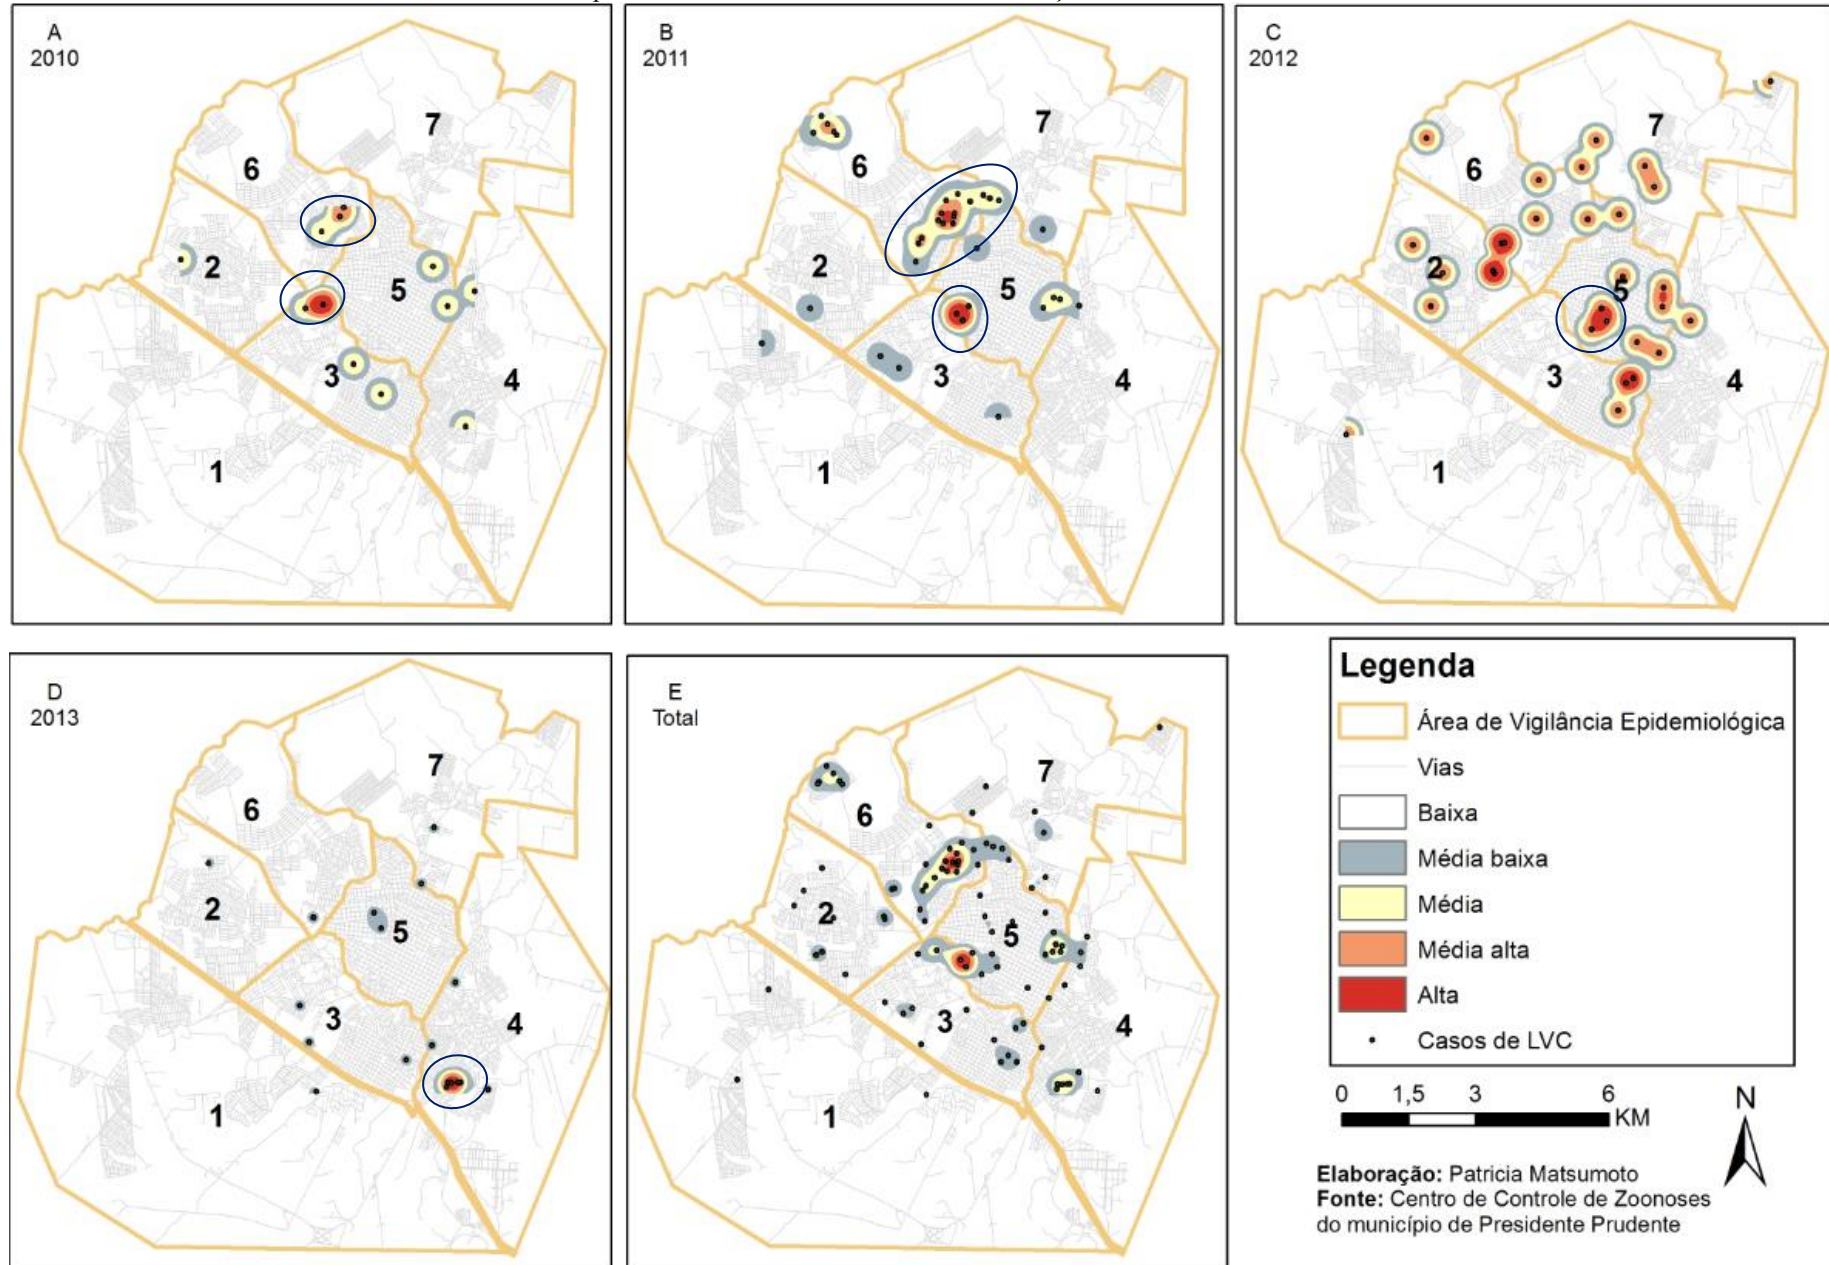 A
2010
7
6
2
5
3
4
1
B
2011
7
6
2
5
3
4
1
C
2012
7
6
2
5
3
4
1
D
2013
7
6
2
5
3
4
1
E
Total
7
6
2
5
3
4
1
Legenda
Área de Vigilância Epidemiológica
Vias
Baixa
Média baixa
Média
Média alta
Alta
Casos de LVC
0 1,5 3 6
KM
N
Elaboração: Patricia Matsumoto
Fonte: Centro de Controle de Zoonoses
do município de Presidente Prudente